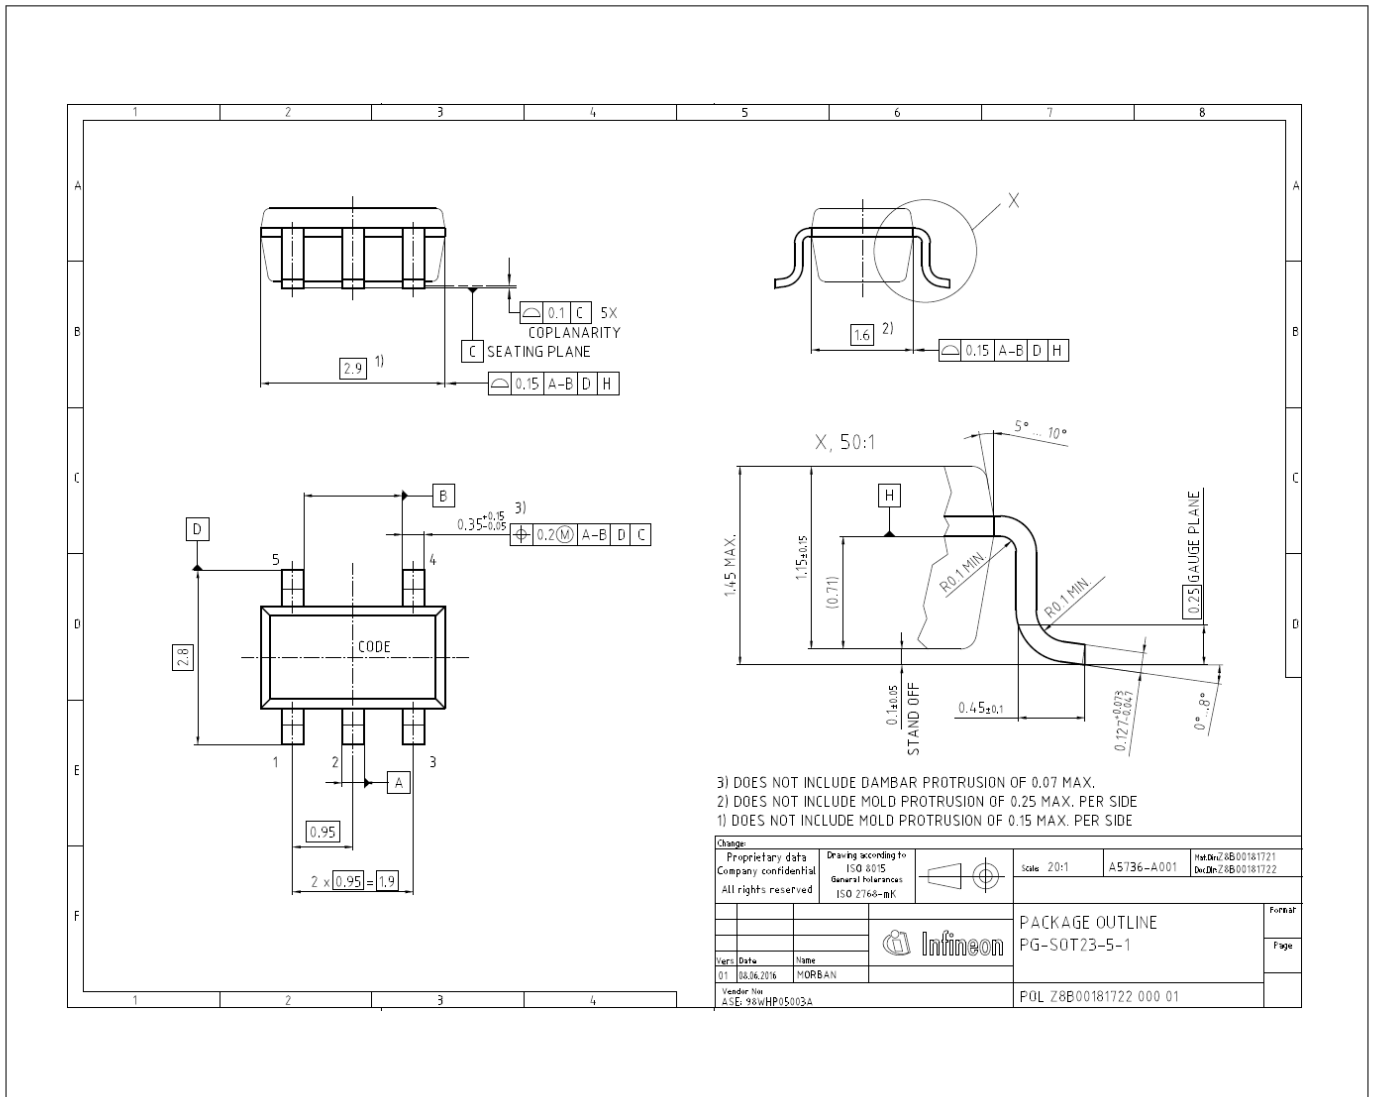 1 2 3 4 5 6 7 8
A A
X
0.1 C 5X
COPLANARITY
C SEATING PLANE
B B
1.6 2)
0.15 A-B D H
2.9 1)
0.15 A-B D H
X, 50:1
5° ... 10°
C C
B
H
3)
0.35 +0.15 -0.05
0.2 M A-B D C
D
5 4
1.45 MAX.
1.15±0.15
(0.71)
R0.1 MIN.
R0.1 MIN.
0.25 GAUGE PLANE
D D
CODE
2.8
0.1±0.05
STAND OFF
0.45±0.1
0.127 +0.073 -0.047
0°...8°
1 2 3
A
E
3) DOES NOT INCLUDE DAMBAR PROTRUSION OF 0.07 MAX.
2) DOES NOT INCLUDE MOLD PROTRUSION OF 0.25 MAX. PER SIDE
1) DOES NOT INCLUDE MOLD PROTRUSION OF 0.15 MAX. PER SIDE
0.95
2 x 0.95 = 1.9
F
Change:
Proprietary data
Company confidential
All rights reserved
Drawing according to
ISO 8015
General tolerances
ISO 2768-mK
Scale 20:1
A5736-A001
Mat.Dir.:Z8B00181721
Doc.Dir.:Z8B00181722
Infineon
PACKAGE OUTLINE
PG-SOT23-5-1
Format
Page
Vers. Date Name
01 08.06.2016 MORBAN
Vendor No:
ASE: 98WHP05003A
POL Z8B00181722 000 01
1 2 3 4